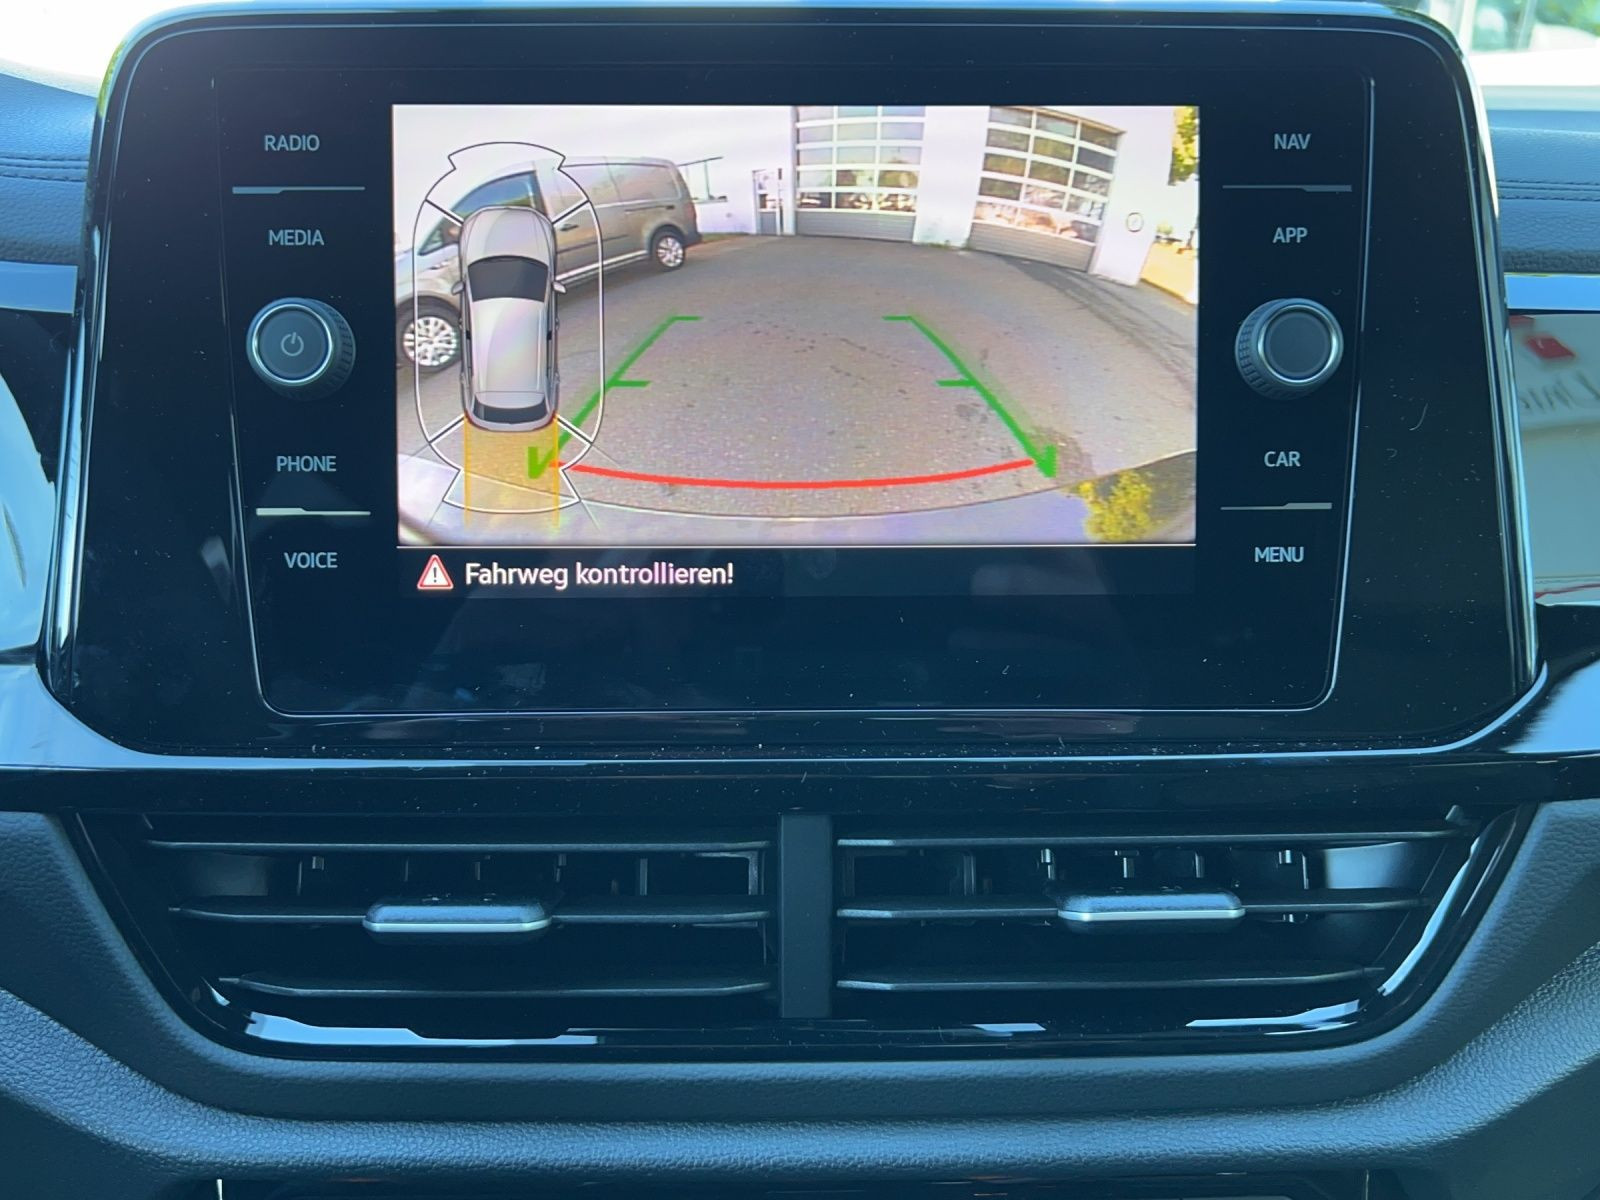 RADIO
MEDIA
PHONE
VOICE
NAV
APP
CAR
MENU
Fahrweg kontrollieren!